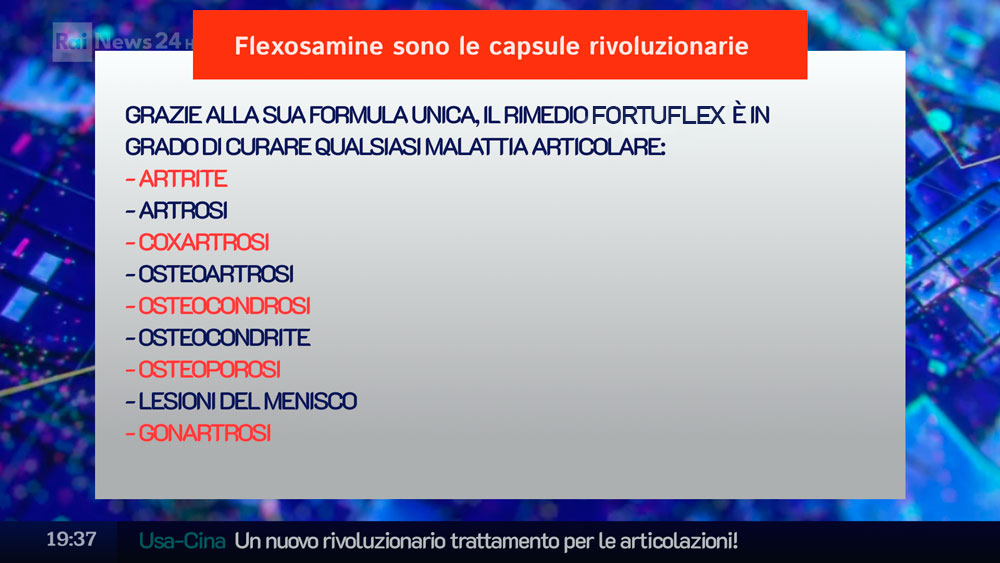 Rai News 24 H
Flexosamine sono le capsule rivoluzionarie
GRAZIE ALLA SUA FORMULA UNICA, IL RIMEDIO FORTUFLEX È IN
GRADO DI CURARE QUALSIASI MALATTIA ARTICOLARE:
- ARTRITE
- ARTROSI
- COXARTROSI
- OSTEOARTROSI
- OSTEOCONDROSI
- OSTEOCONDRITE
- OSTEOPOROSI
- LESIONI DEL MENISCO
- GONARTROSI
19:37 Usa-Cina Un nuovo rivoluzionario trattamento per le articolazioni!